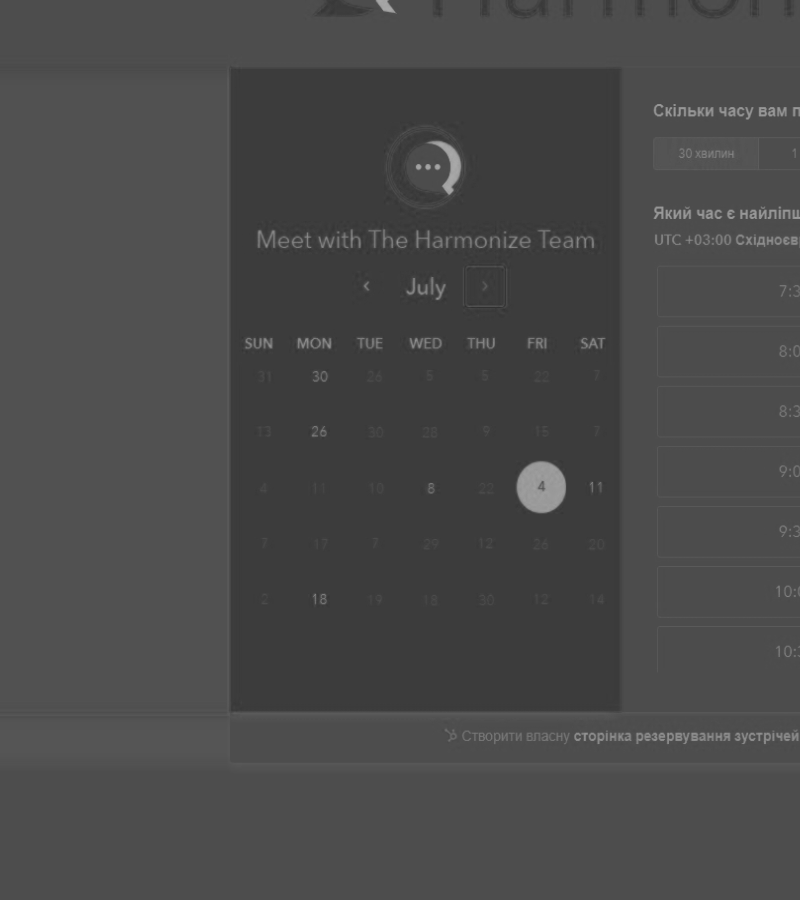 Meet with The Harmonize Team
July
SUN MON TUE WED THU FRI SAT
31 30 26 5 5 22 7
13 26 30 28 9 15 7
4 11 10 8 22 4 11
7 17 7 29 12 26 20
2 18 19 18 30 12 14
Скільки часу вам п
30 хвилин 1
Який час є найліпш
UTC +03:00 Східноєв
7:3
8:0
8:3
9:0
9:3
10:0
10:3
Створити власну сторінка резервування зустрічей